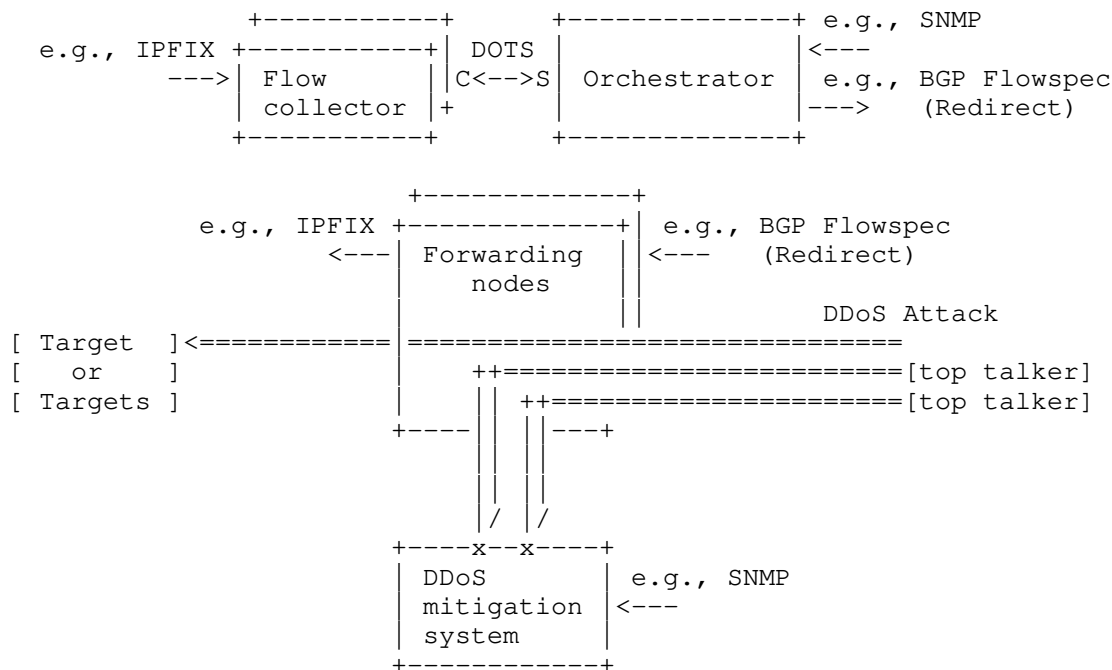 e.g., SNMP
e.g., IPFIX DOTS <---
---> Flow C<-->S Orchestrator e.g., BGP Flowspec
collector ---> (Redirect)
e.g., IPFIX e.g., BGP Flowspec
<--- Forwarding <--- (Redirect)
nodes
DDoS Attack
[ Target ]<====================================
[ or ] ++=========================[top talker]
[ Targets ] ++======================[top talker]
x x
DDoS e.g., SNMP
mitigation <---
system